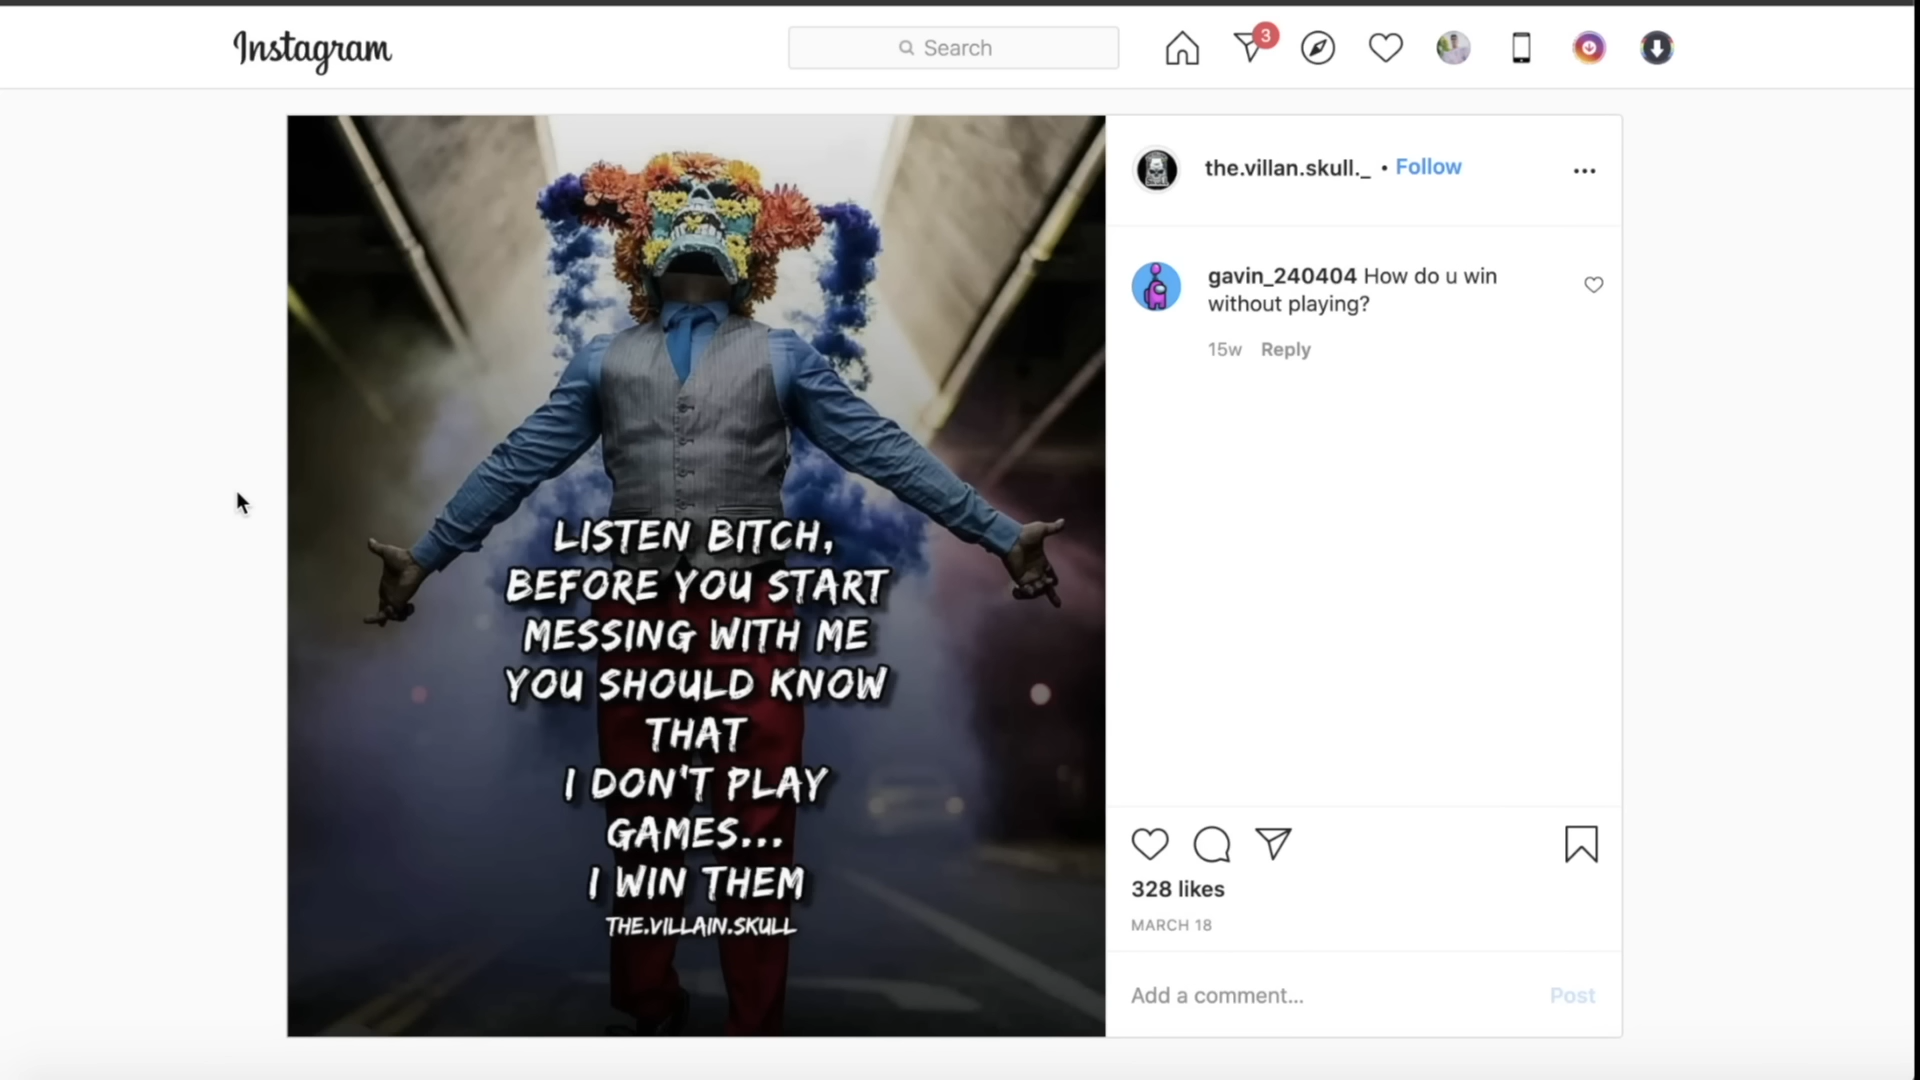 Instagram
Search
3
the.villan.skull._ • Follow
gavin_240404 How do u win
without playing?
15w Reply
LISTEN BITCH,
BEFORE YOU START
MESSING WITH ME
YOU SHOULD KNOW
THAT
I DON'T PLAY
GAMES...
I WIN THEM
THE.VILLAIN.SKULL
328 likes
MARCH 18
Add a comment... Post